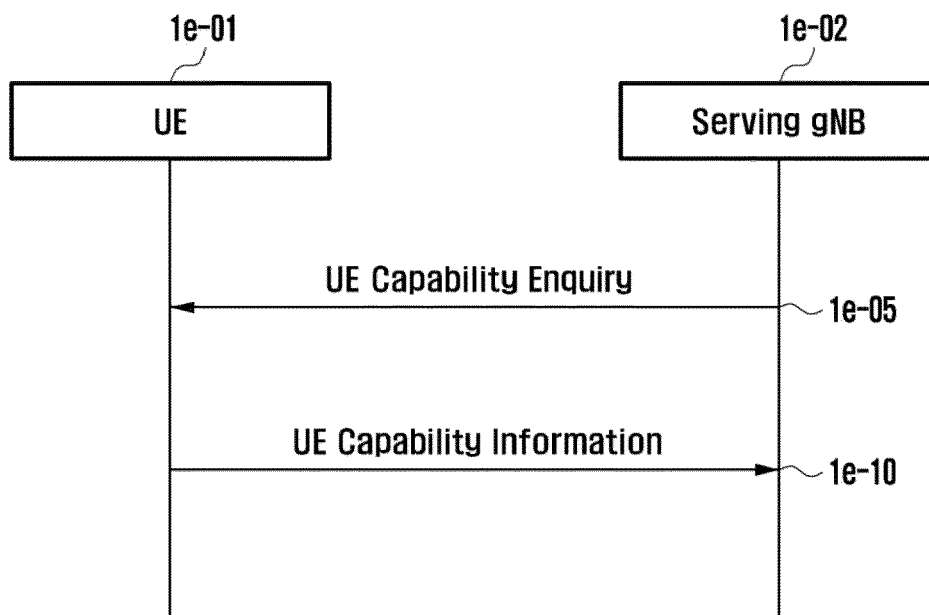 1e-01
1e-02
UE
Serving gNB
UE Capability Enquiry
1e-05
UE Capability Information
1e-10